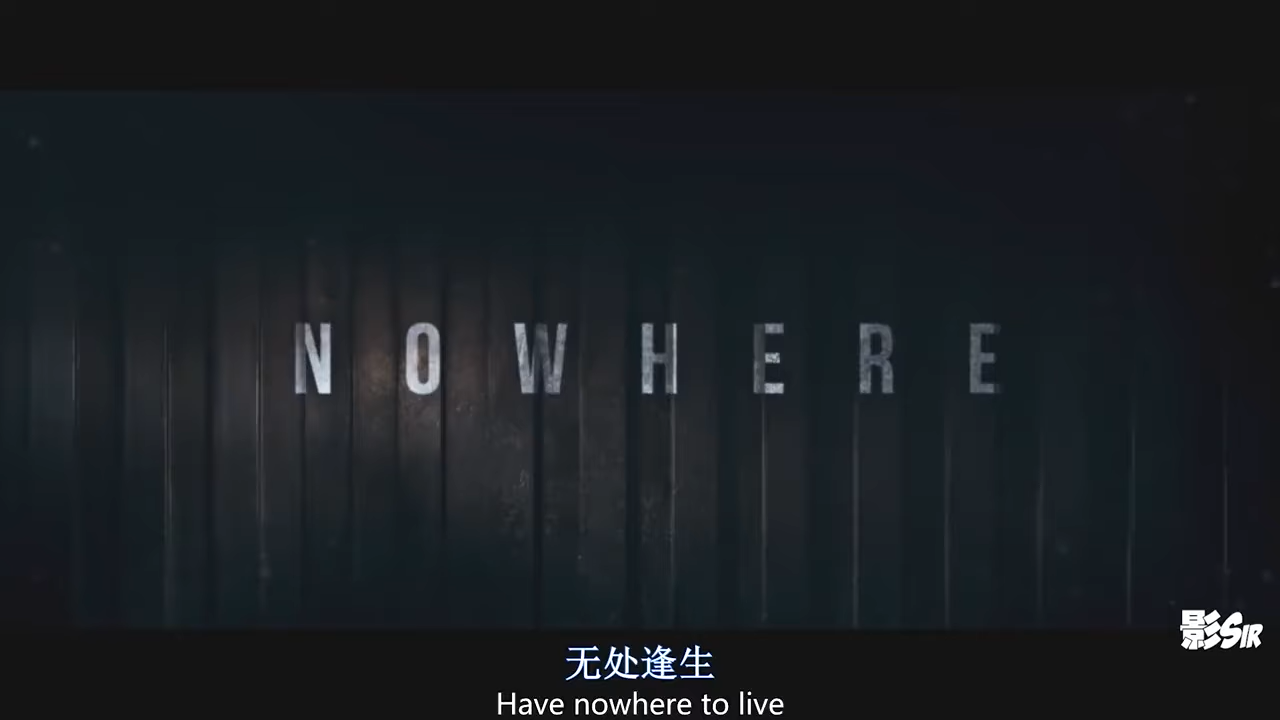 NOWHERE
影SIR
无处逢生
Have nowhere to live